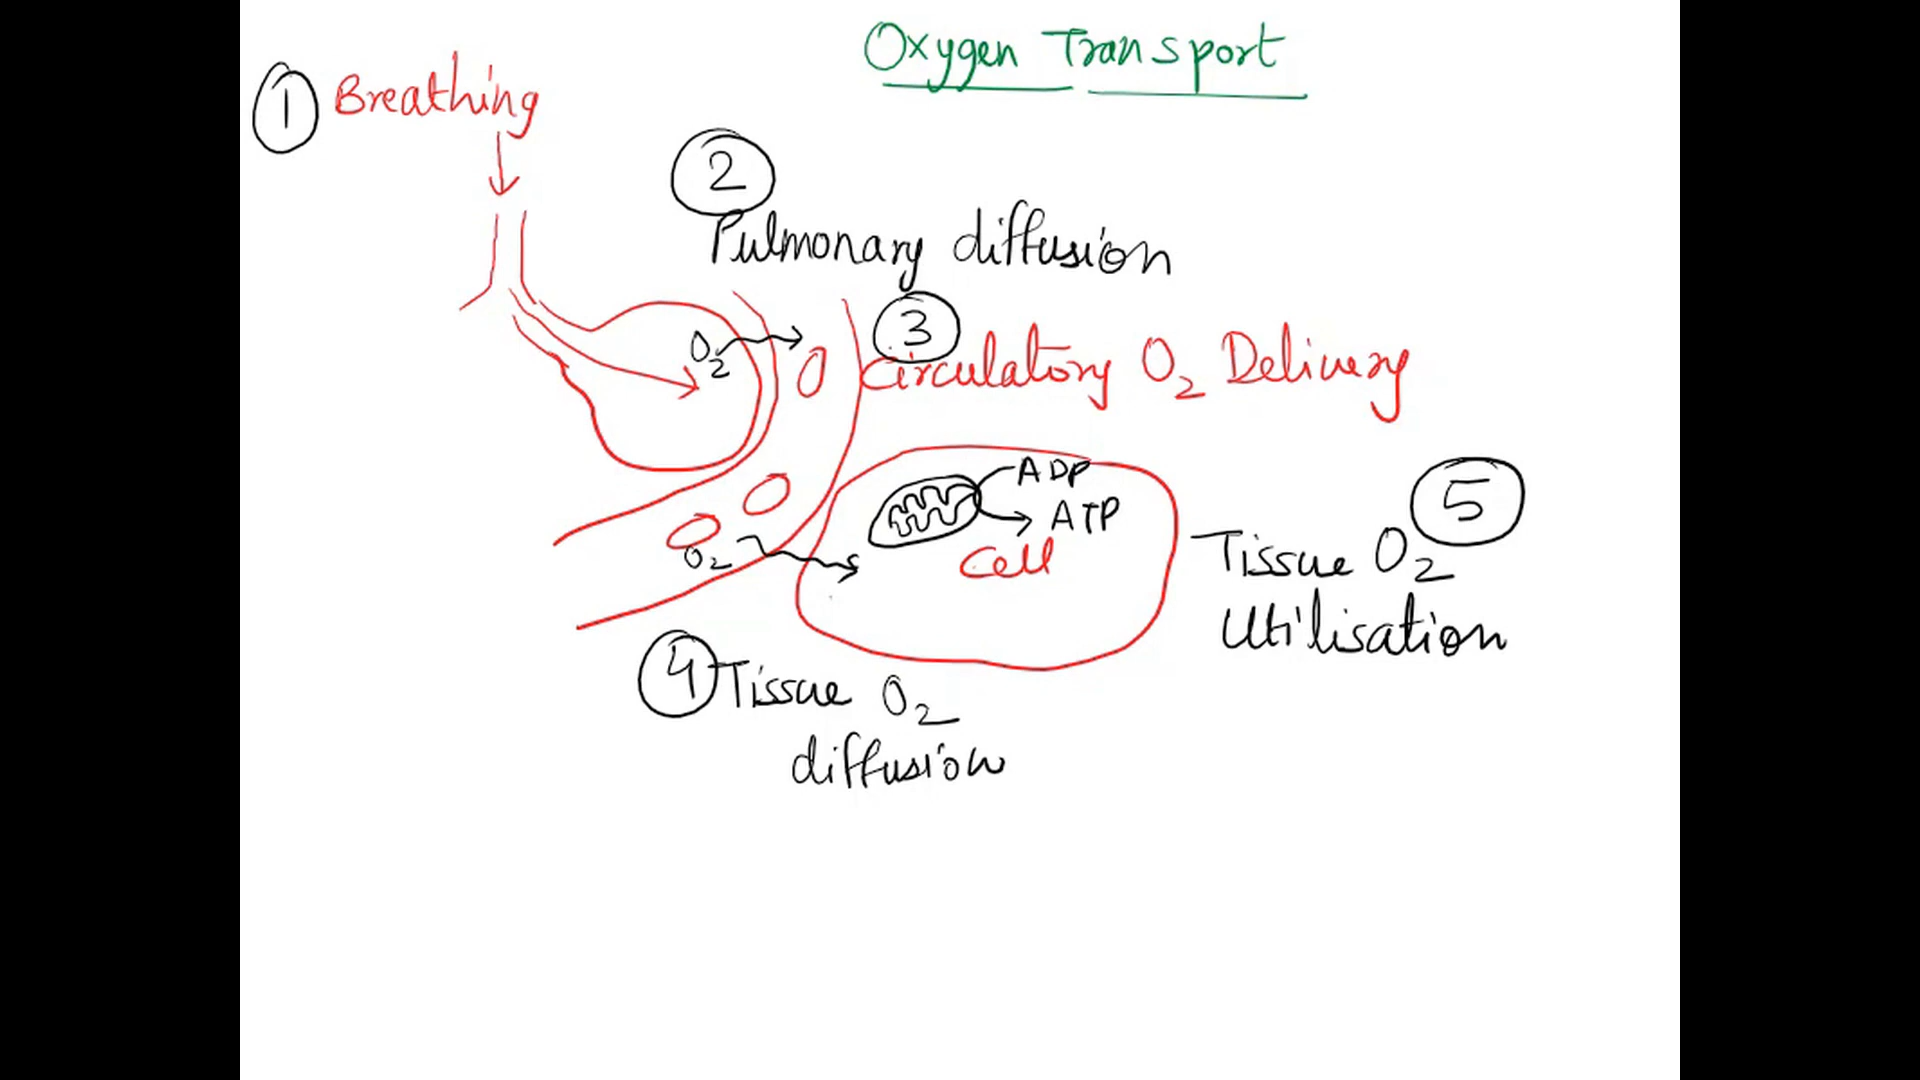 Oxygen Transport
1 Breathing
2
Pulmonary diffusion
3
Circulatory O2 Delivery
O2
ADP
ATP
Cell
O2
5
Tissue O2
Utilisation
4 Tissue O2
diffusion